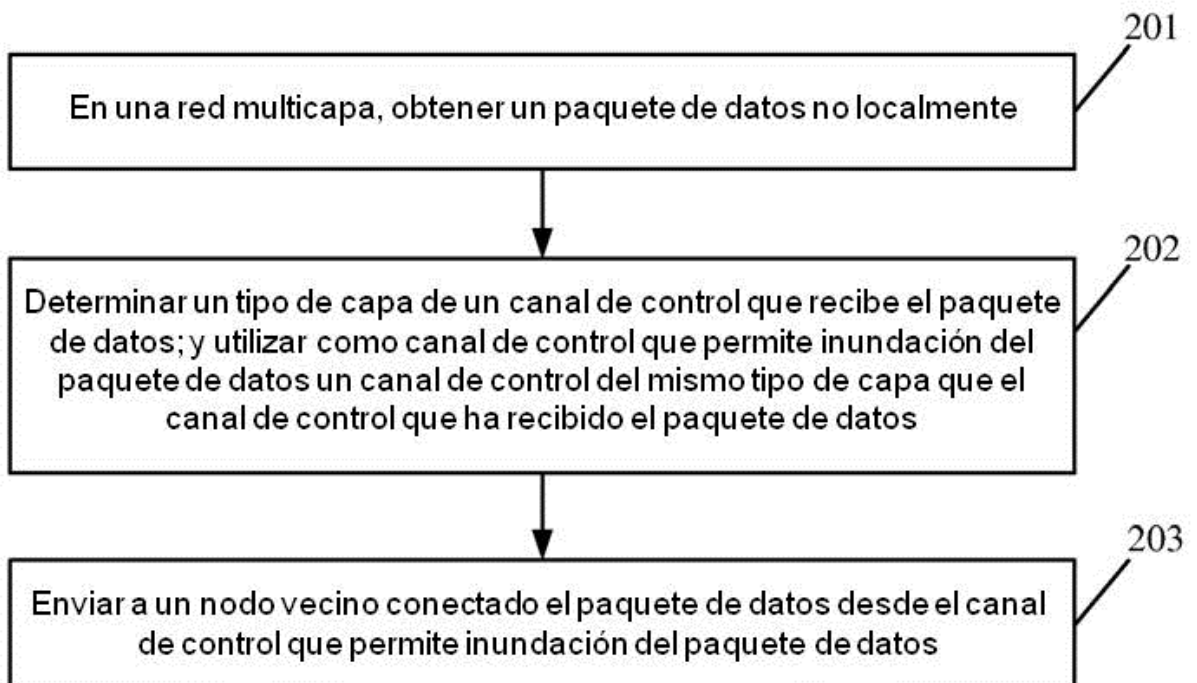 201
En una red multicapa, obtener un paquete de datos no localmente
202
Determinar un tipo de capa de un canal de control que recibe el paquete
de datos; y utilizar como canal de control que permite inundación del
paquete de datos un canal de control del mismo tipo de capa que el
canal de control que ha recibido el paquete de datos
203
Enviar a un nodo vecino conectado el paquete de datos desde el canal
de control que permite inundación del paquete de datos